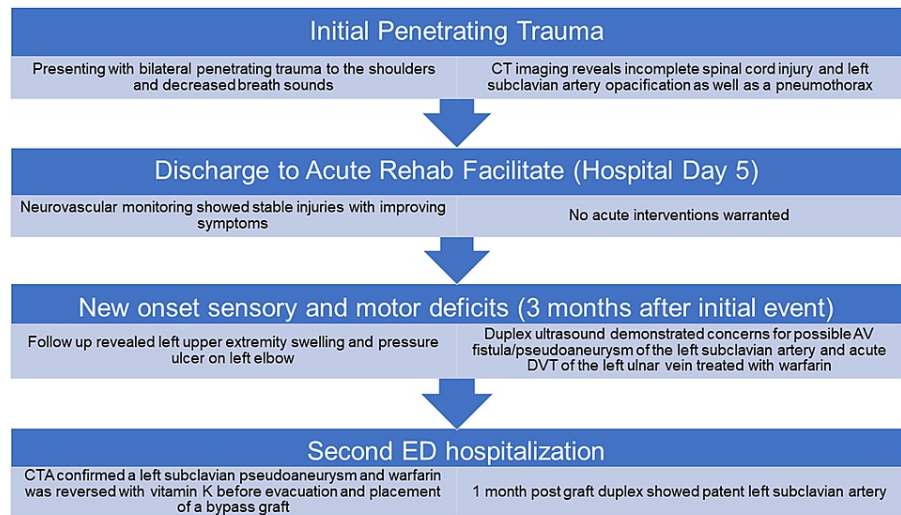 Initial Penetrating Trauma
Presenting with bilateral penetrating trauma to the shoulders
and decreased breath sounds
CT imaging reveals incomplete spinal cord injury and left
subclavian artery opacification as well as a pneumothorax
Discharge to Acute Rehab Facilitate (Hospital Day 5)
Neurovascular monitoring showed stable injuries with improving
symptoms
No acute interventions warranted
New onset sensory and motor deficits (3 months after initial event)
Follow up revealed left upper extremity swelling and pressure
ulcer on left elbow
Duplex ultrasound demonstrated concerns for possible AV
fistula/pseudoaneurysm of the left subclavian artery and acute
DVT of the left ulnar vein treated with warfarin
Second ED hospitalization
CTA confirmed a left subclavian pseudoaneurysm and warfarin
was reversed with vitamin K before evacuation and placement
of a bypass graft
1 month post graft duplex showed patent left subclavian artery